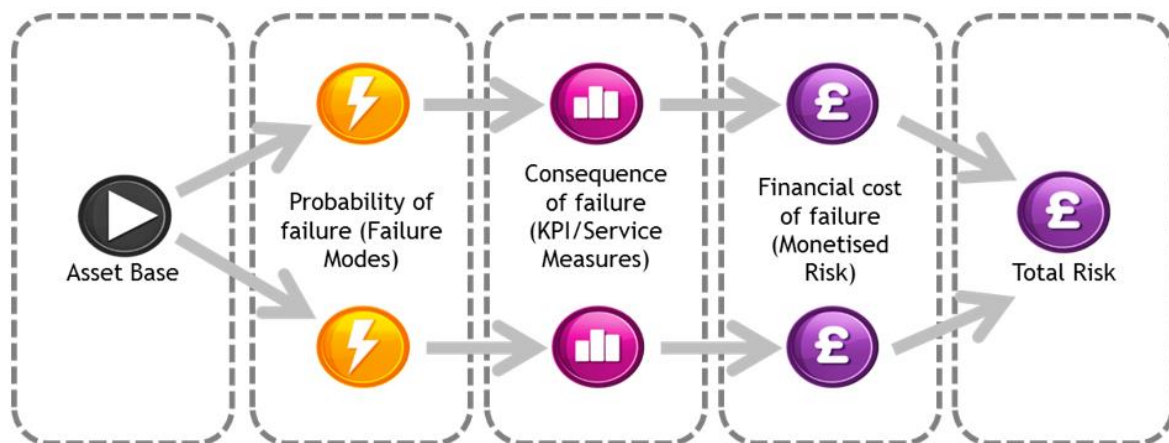 Asset Base
Probability of
failure (Failure
Modes)
Consequence
of failure
(KPI/Service
Measures)
Financial cost
of failure
(Monetised
Risk)
Total Risk
£
£
£